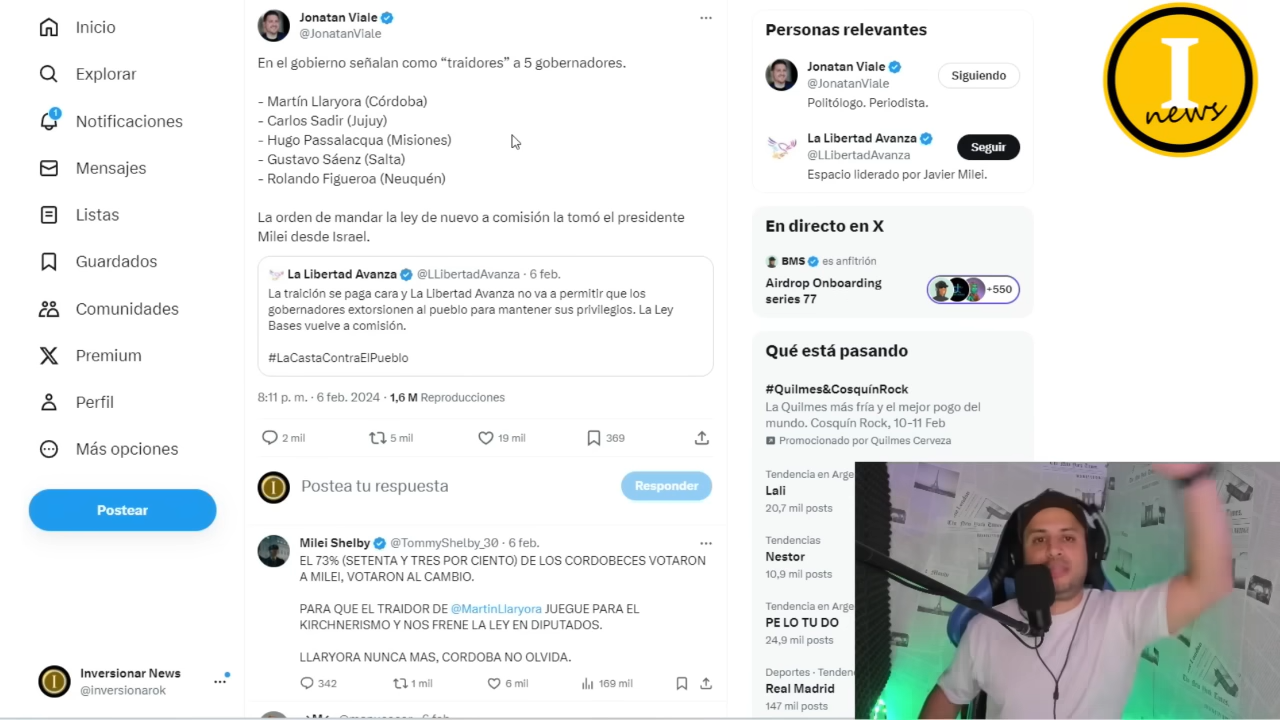 Inicio
Explorar
1
Notificaciones
Mensajes
Listas
Guardados
Comunidades
Premium
Perfil
Más opciones
Postear
Inversionar News
@inversionarok
Jonatan Viale
@JonatanViale
En el gobierno señalan como “traidores” a 5 gobernadores.
- Martín Llaryora (Córdoba)
- Carlos Sadir (Jujuy)
- Hugo Passalacqua (Misiones)
- Gustavo Sáenz (Salta)
- Rolando Figueroa (Neuquén)
La orden de mandar la ley de nuevo a comisión la tomó el presidente
Milei desde Israel.
La Libertad Avanza @LLibertadAvanza · 6 feb.
La traición se paga cara y La Libertad Avanza no va a permitir que los
gobernadores extorsionen al pueblo para mantener sus privilegios. La Ley
Bases vuelve a comisión.
#LaCastaContraElPueblo
8:11 p. m. · 6 feb. 2024 · 1,6 M Reproducciones
2 mil 5 mil 19 mil 369
Postea tu respuesta
Responder
Milei Shelby @TommyShelby_30 · 6 feb.
EL 73% (SETENTA Y TRES POR CIENTO) DE LOS CORDOBECES VOTARON
A MILEI, VOTARON AL CAMBIO.
PARA QUE EL TRAIDOR DE @MartinLlaryora JUEGUE PARA EL
KIRCHNERISMO Y NOS FRENE LA LEY EN DIPUTADOS.
LLARYORA NUNCA MAS, CORDOBA NO OLVIDA.
342 1 mil 6 mil 169 mil
Personas relevantes
Jonatan Viale
@JonatanViale
Siguiendo
Politólogo. Periodista.
La Libertad Avanza
@LLibertadAvanza
Seguir
Espacio liderado por Javier Milei.
En directo en X
BMS es anfitrión
Airdrop Onboarding
series 77
+550
Qué está pasando
#Quilmes&CosquínRock
La Quilmes más fría y el mejor pogo del
mundo. Cosquín Rock, 10-11 Feb
Promocionado por Quilmes Cerveza
Tendencia en Arge
Lali
20,7 mil posts
Tendencias
Nestor
10,9 mil posts
Tendencia en Arge
PE LO TU DO
24,9 mil posts
Deportes · Tendenc
Real Madrid
147 mil posts
I
news